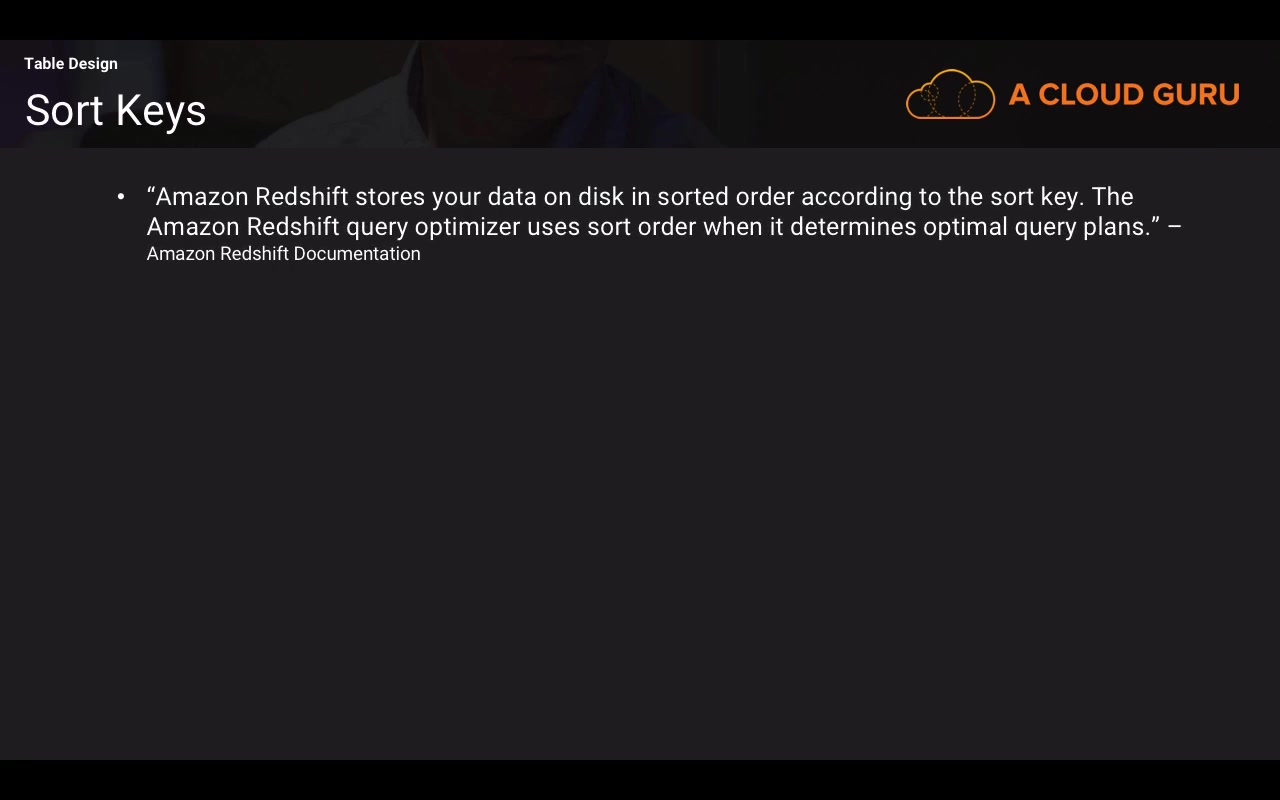 Table Design
Sort Keys
A CLOUD GURU
• “Amazon Redshift stores your data on disk in sorted order according to the sort key. The
Amazon Redshift query optimizer uses sort order when it determines optimal query plans.” –
Amazon Redshift Documentation